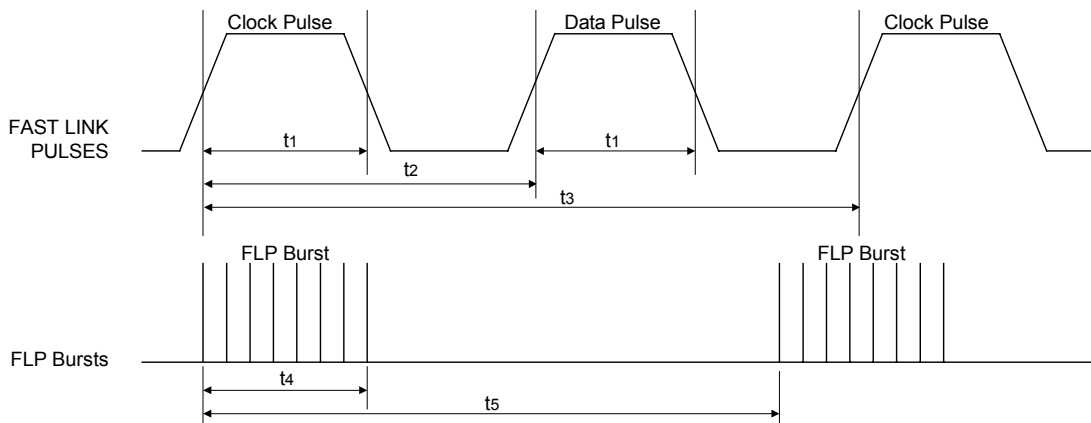 Clock Pulse Data Pulse Clock Pulse
FAST LINK
PULSES
t1 t1
t2
t3
FLP Burst FLP Burst
FLP Bursts
t4
t5